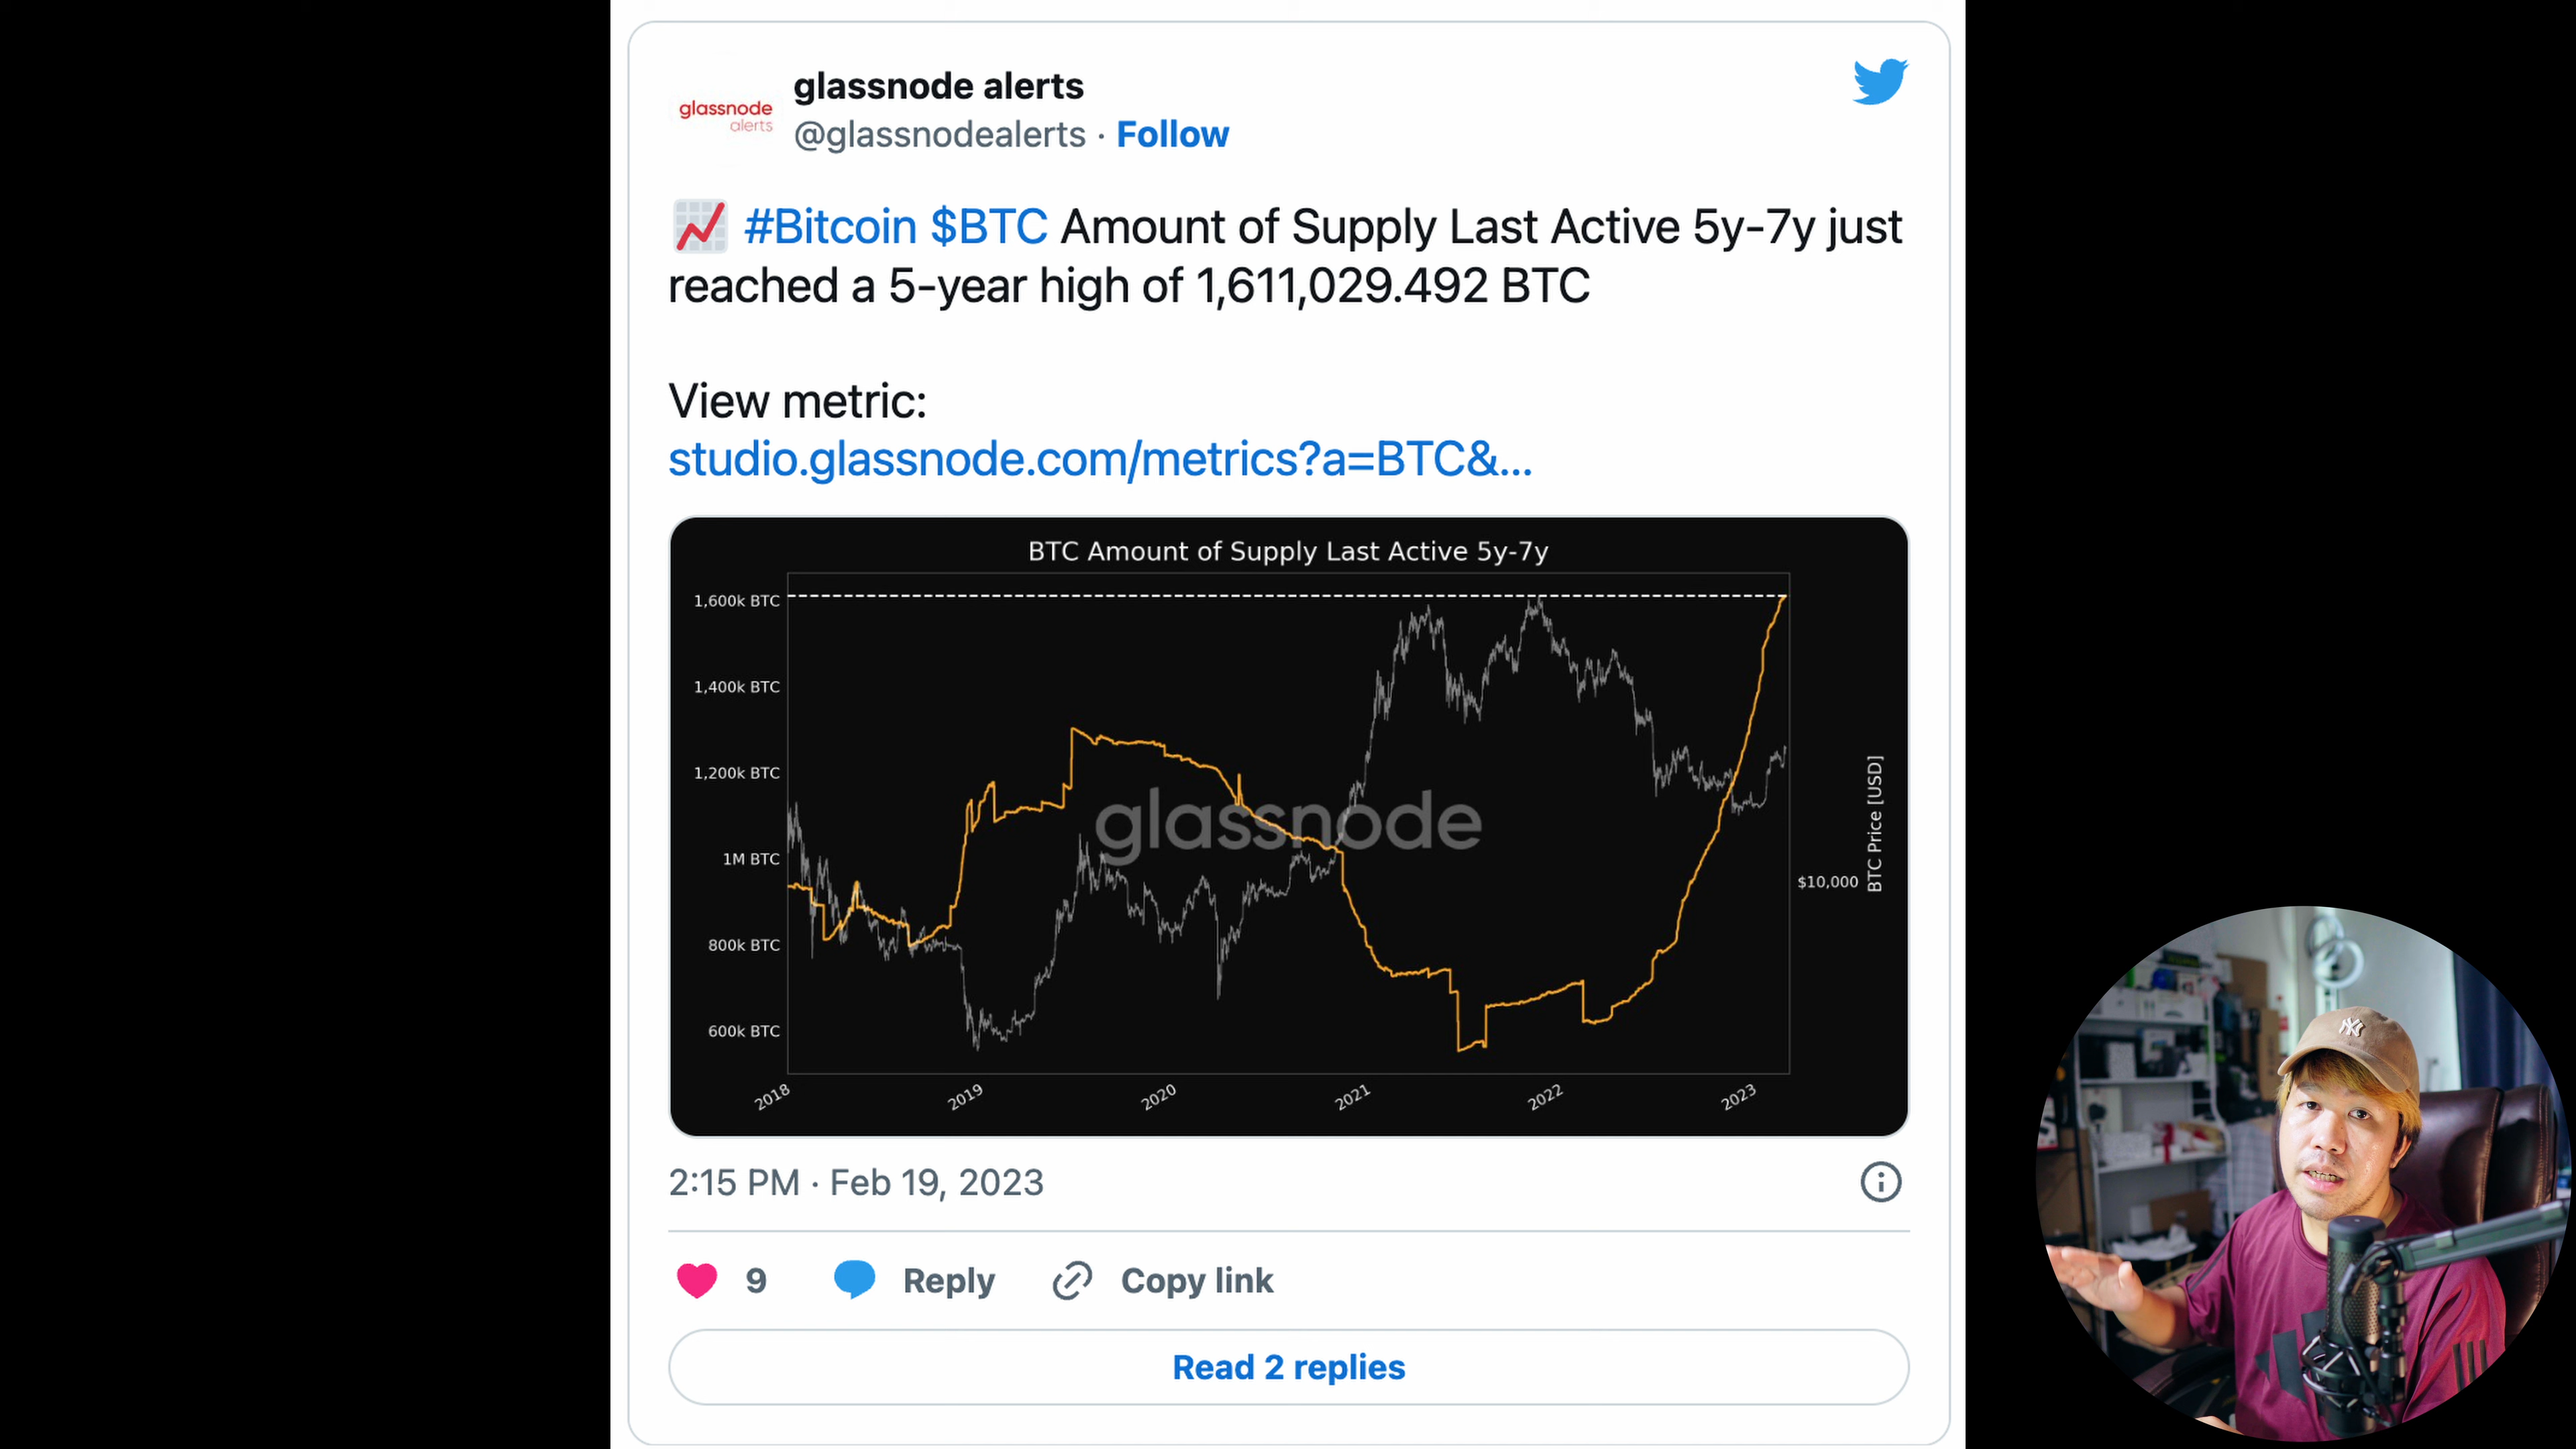 glassnode
alerts
glassnode alerts
@glassnodealerts · Follow
📈 #Bitcoin $BTC Amount of Supply Last Active 5y-7y just
reached a 5-year high of 1,611,029.492 BTC
View metric:
studio.glassnode.com/metrics?a=BTC&...
BTC Amount of Supply Last Active 5y-7y
1,600k BTC
1,400k BTC
1,200k BTC
1M BTC
800k BTC
600k BTC
glassnode
$10,000
BTC Price [USD]
2018
2019
2020
2021
2022
2023
2:15 PM · Feb 19, 2023
9
Reply
Copy link
Read 2 replies
NY